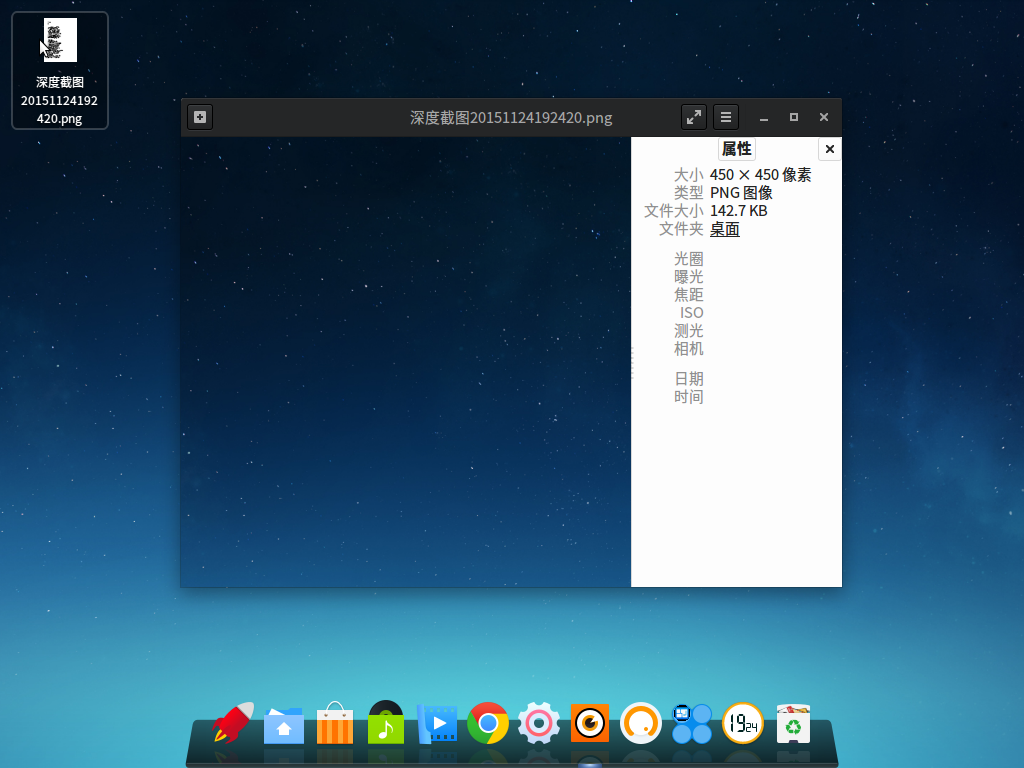 深度截图
20151124192
420.png
深度截图20151124192420.png
属性
大小 450 × 450 像素
类型 PNG 图像
文件大小 142.7 KB
文件夹 桌面
光圈
曝光
焦距
ISO
测光
相机
日期
时间
19 24